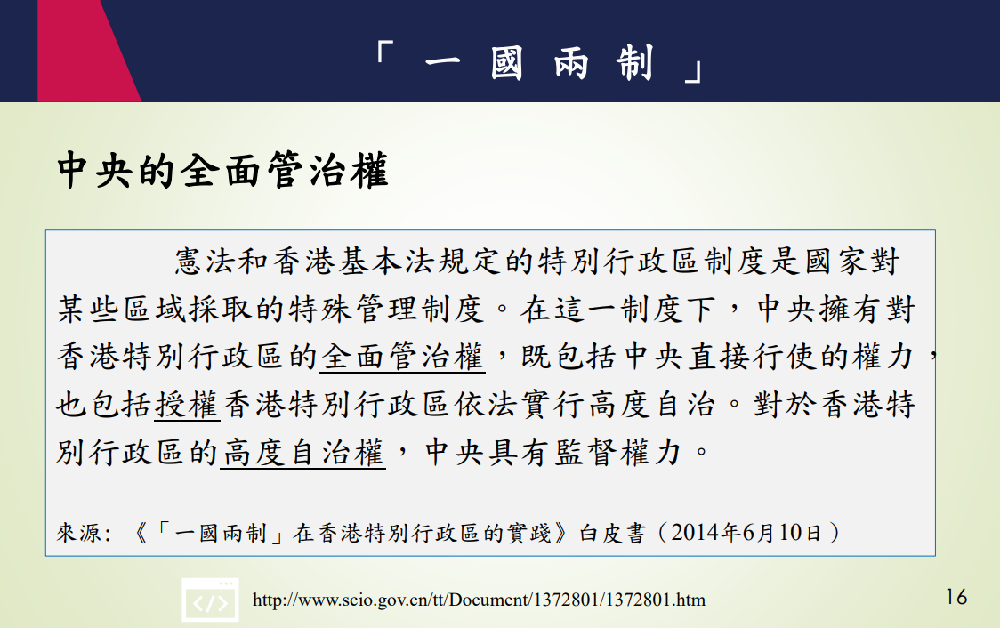 「一國兩制」
中央的全面管治權
憲法和香港基本法規定的特別行政區制度是國家對
某些區域採取的特殊管理制度。在這一制度下，中央擁有對
香港特別行政區的全面管治權，既包括中央直接行使的權力，
也包括授權香港特別行政區依法實行高度自治。對於香港特
別行政區的高度自治權，中央具有監督權力。
來源：《「一國兩制」在香港特別行政區的實踐》白皮書（2014年6月10日）
http://www.scio.gov.cn/tt/Document/1372801/1372801.htm
16